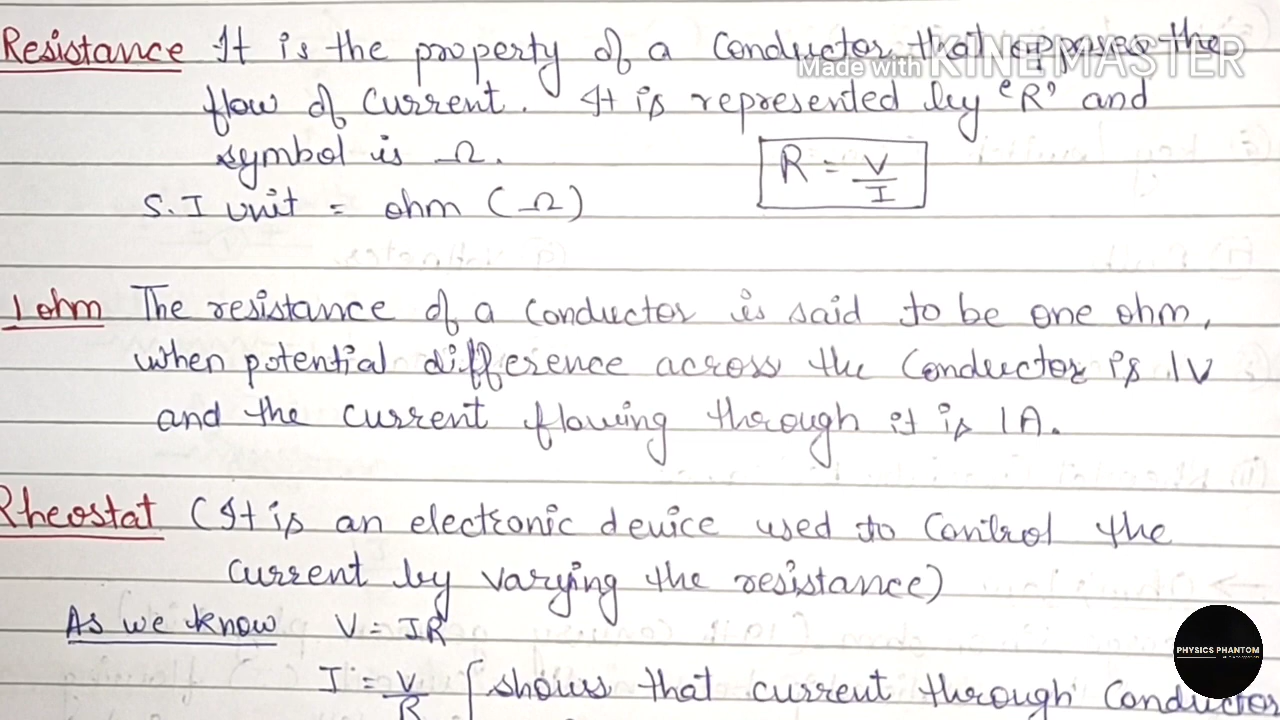 Resistance It is the property of a conductor that opposes the
Made with KINEMASTER
flow of current. It is represented by 'R' and
symbol is Ω.
R = V/I
S.I unit = ohm (Ω)
1 ohm The resistance of a conductor is said to be one ohm,
when potential difference across the conductor is 1V
and the current flowing through it is 1A.
Rheostat (It is an electronic device used to control the
current by varying the resistance)
As we know V = IR
PHYSICS PHANTOM
I = V/R [shows that current through conductor